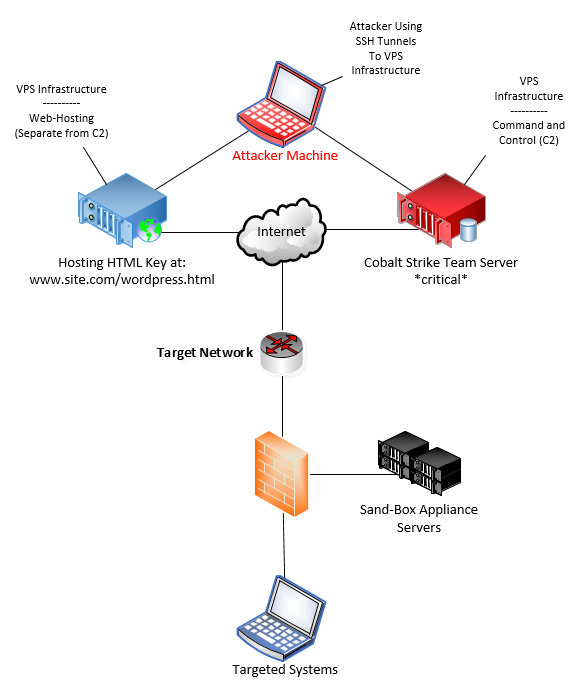 Attacker Using
SSH Tunnels
To VPS
Infrastructure
VPS Infrastructure
----------
Web-Hosting
(Separate from C2)
VPS
Infrastructure
----------
Command and
Control (C2)
Attacker Machine
Internet
Hosting HTML Key at:
www.site.com/wordpress.html
Cobalt Strike Team Server
*critical*
Target Network
Sand-Box Appliance
Servers
Targeted Systems